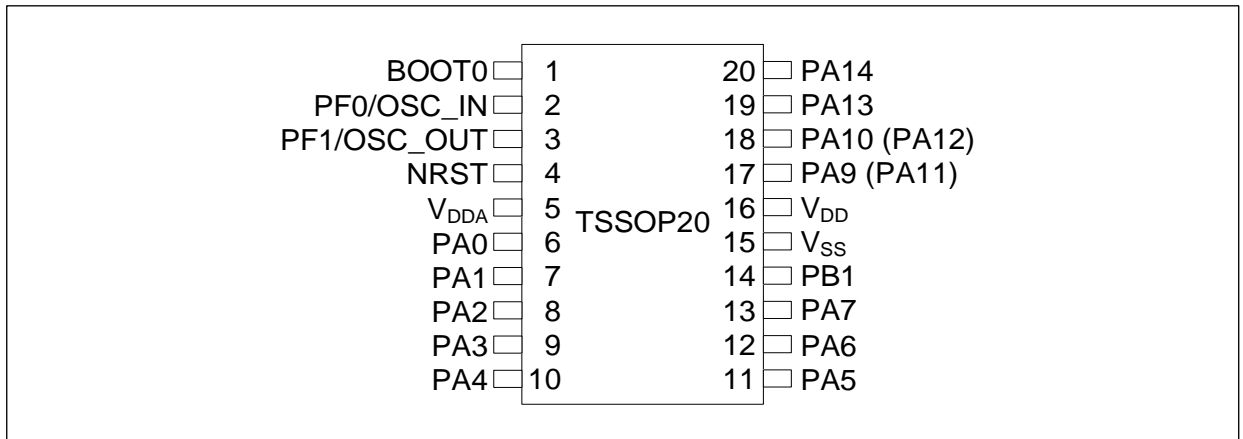 BOOT0 1 20 PA14
PF0/OSC_IN 2 19 PA13
PF1/OSC_OUT 3 18 PA10 (PA12)
NRST 4 17 PA9 (PA11)
VDDA 5 16 VDD
TSSOP20
PA0 6 15 VSS
PA1 7 14 PB1
PA2 8 13 PA7
PA3 9 12 PA6
PA4 10 11 PA5